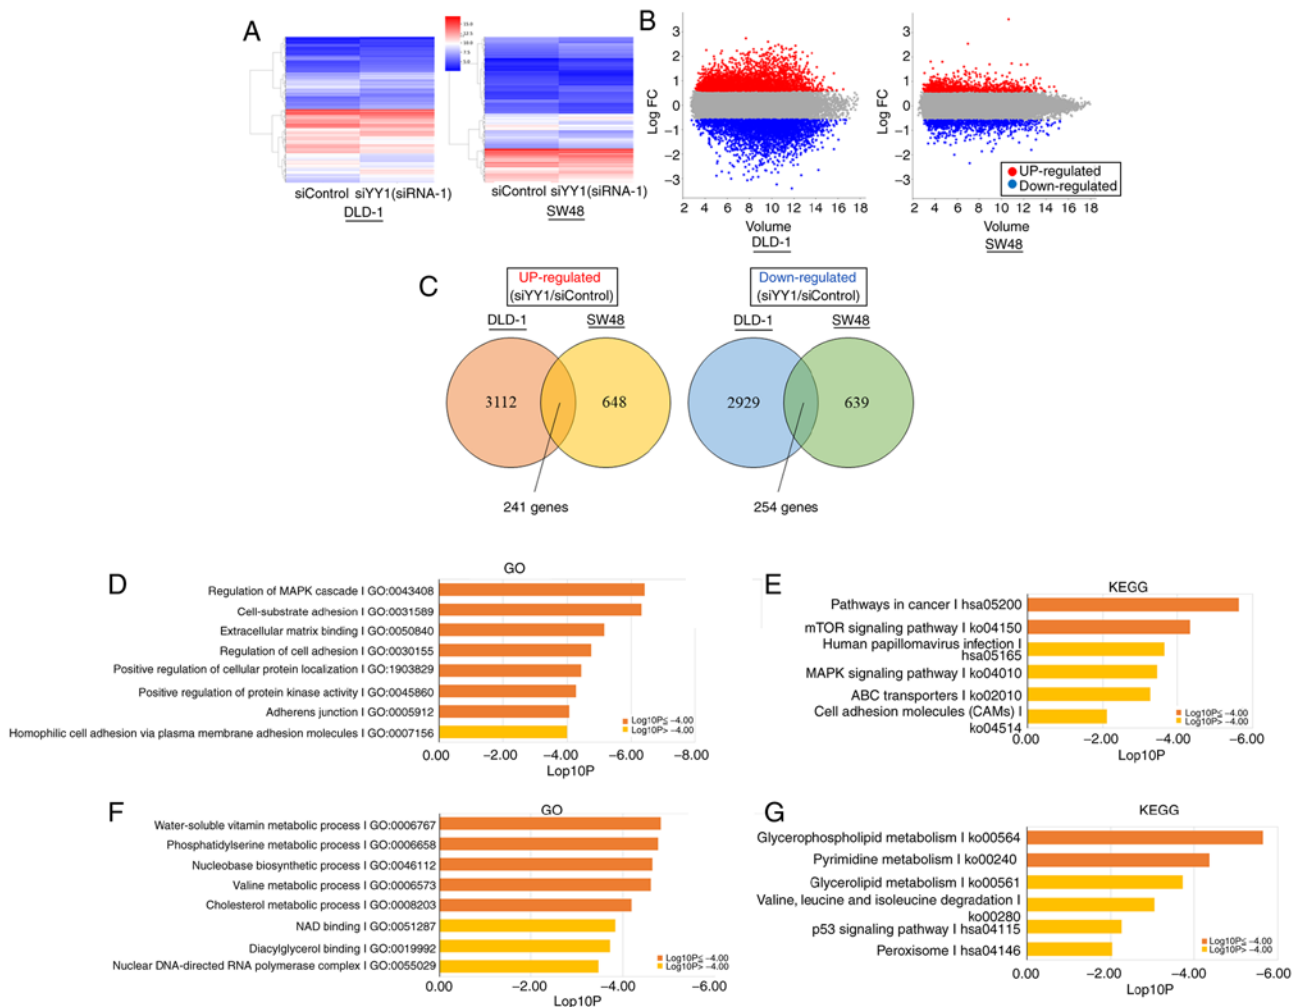 A
15.0
12.5
10.0
7.5
5.0
siControl siYY1(siRNA-1)
DLD-1
siControl siYY1(siRNA-1)
SW48
B
Log FC
3
2
1
0
−1
−2
−3
2 4 6 8 10 12 14 16 18
Volume
DLD-1
Log FC
3
2
1
0
−1
−2
−3
UP-regulated
Down-regulated
2 4 6 8 10 12 14 16 18
Volume
SW48
C
UP-regulated
(siYY1/siControl)
DLD-1 SW48
3112 648
241 genes
Down-regulated
(siYY1/siControl)
DLD-1 SW48
2929 639
254 genes
D
GO
Regulation of MAPK cascade I GO:0043408
Cell-substrate adhesion I GO:0031589
Extracellular matrix binding I GO:0050840
Regulation of cell adhesion I GO:0030155
Positive regulation of cellular protein localization I GO:1903829
Positive regulation of protein kinase activity I GO:0045860
Adherens junction I GO:0005912
Homophilic cell adhesion via plasma membrane adhesion molecules I GO:0007156
Log10P≤ −4.00
Log10P> −4.00
0.00 −2.00 −4.00 −6.00 −8.00
Lop10P
E
KEGG
Pathways in cancer I hsa05200
mTOR signaling pathway I ko04150
Human papillomavirus infection I
hsa05165
MAPK signaling pathway I ko04010
ABC transporters I ko02010
Cell adhesion molecules (CAMs) I
ko04514
Log10P≤ −4.00
Log10P> −4.00
0.00 −2.00 −4.00 −6.00
Lop10P
F
GO
Water-soluble vitamin metabolic process I GO:0006767
Phosphatidylserine metabolic process I GO:0006658
Nucleobase biosynthetic process I GO:0046112
Valine metabolic process I GO:0006573
Cholesterol metabolic process I GO:0008203
NAD binding I GO:0051287
Diacylglycerol binding I GO:0019992
Nuclear DNA-directed RNA polymerase complex I GO:0055029
Log10P≤ −4.00
Log10P> −4.00
0.00 −2.00 −4.00 −6.00
Lop10P
G
KEGG
Glycerophospholipid metabolism I ko00564
Pyrimidine metabolism I ko00240
Glycerolipid metabolism I ko00561
Valine, leucine and isoleucine degradation I
ko00280
p53 signaling pathway I hsa04115
Peroxisome I hsa04146
Log10P≤ −4.00
Log10P> −4.00
0.00 −2.00 −4.00 −6.00
Lop10P